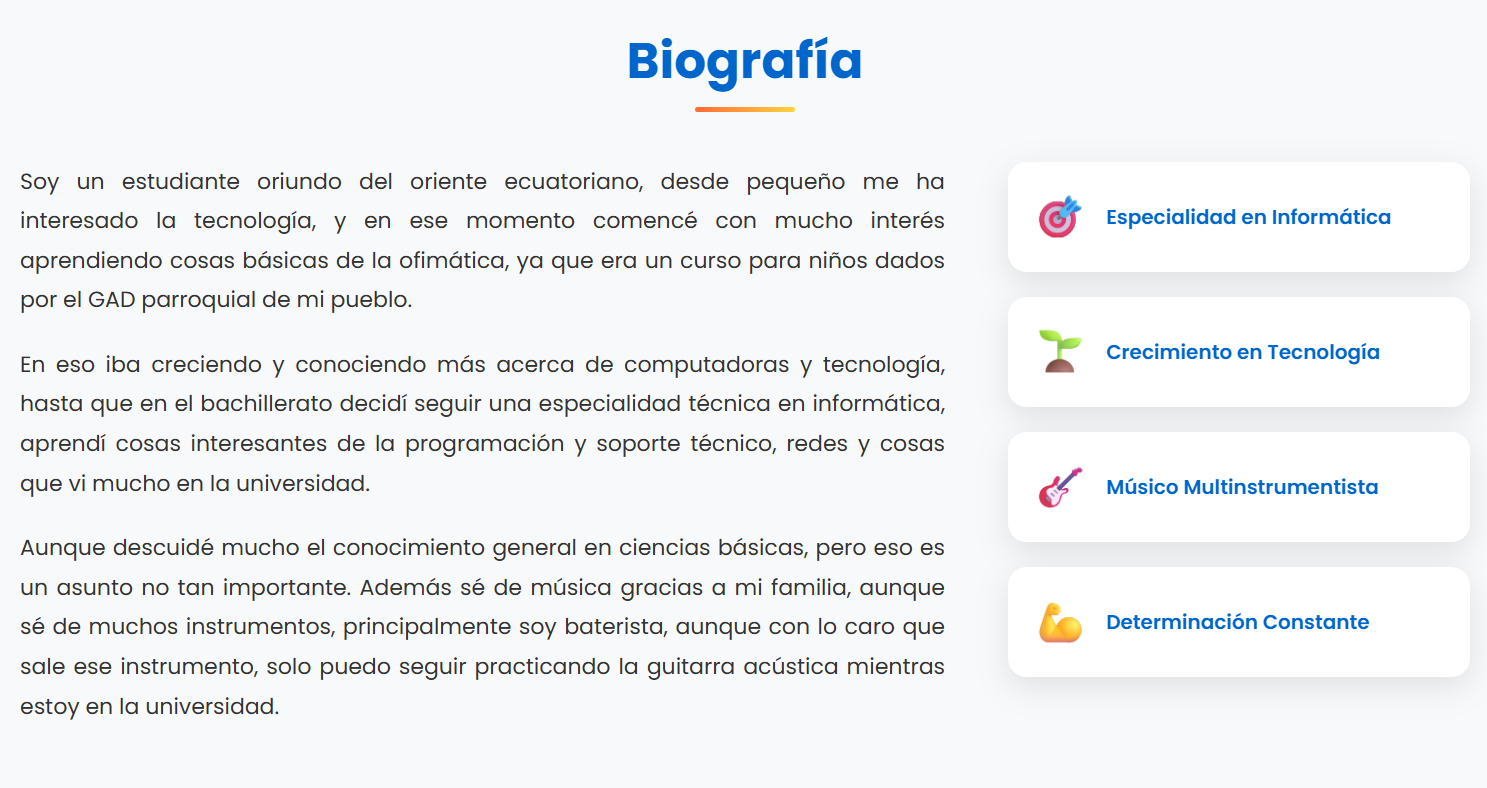 Biografía
Soy un estudiante oriundo del oriente ecuatoriano, desde pequeño me ha
interesado la tecnología, y en ese momento comencé con mucho interés
aprendiendo cosas básicas de la ofimática, ya que era un curso para niños dados
por el GAD parroquial de mi pueblo.
En eso iba creciendo y conociendo más acerca de computadoras y tecnología,
hasta que en el bachillerato decidí seguir una especialidad técnica en informática,
aprendí cosas interesantes de la programación y soporte técnico, redes y cosas
que vi mucho en la universidad.
Aunque descuidé mucho el conocimiento general en ciencias básicas, pero eso es
un asunto no tan importante. Además sé de música gracias a mi familia, aunque
sé de muchos instrumentos, principalmente soy baterista, aunque con lo caro que
sale ese instrumento, solo puedo seguir practicando la guitarra acústica mientras
estoy en la universidad.
Especialidad en Informática
Crecimiento en Tecnología
Músico Multinstrumentista
Determinación Constante